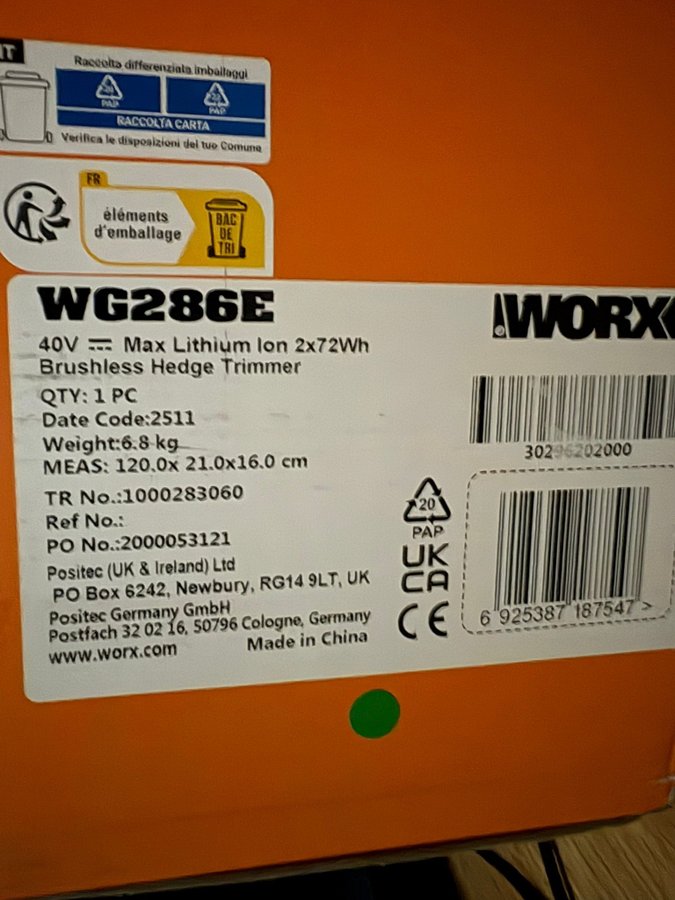 IT
Raccolta differenziata imballaggi
PAP
PAP
RACCOLTA CARTA
Verifica le disposizioni del tuo Comune
FR
éléments
d'emballage
BAC
DE
TRI
WG286E
WORX
40V Max Lithium Ion 2x72Wh
Brushless Hedge Trimmer
QTY: 1 PC
Date Code:2511
Weight:6.8 kg
MEAS: 120.0x 21.0x16.0 cm
30296202000
TR No.:1000283060
Ref No.:
PO No.:2000053121
20
PAP
UK
CA
CE
Positec (UK & Ireland) Ltd
PO Box 6242, Newbury, RG14 9LT, UK
Positec Germany GmbH
Postfach 32 02 16, 50796 Cologne, Germany
www.worx.com
Made in China
6 925387 187547 >